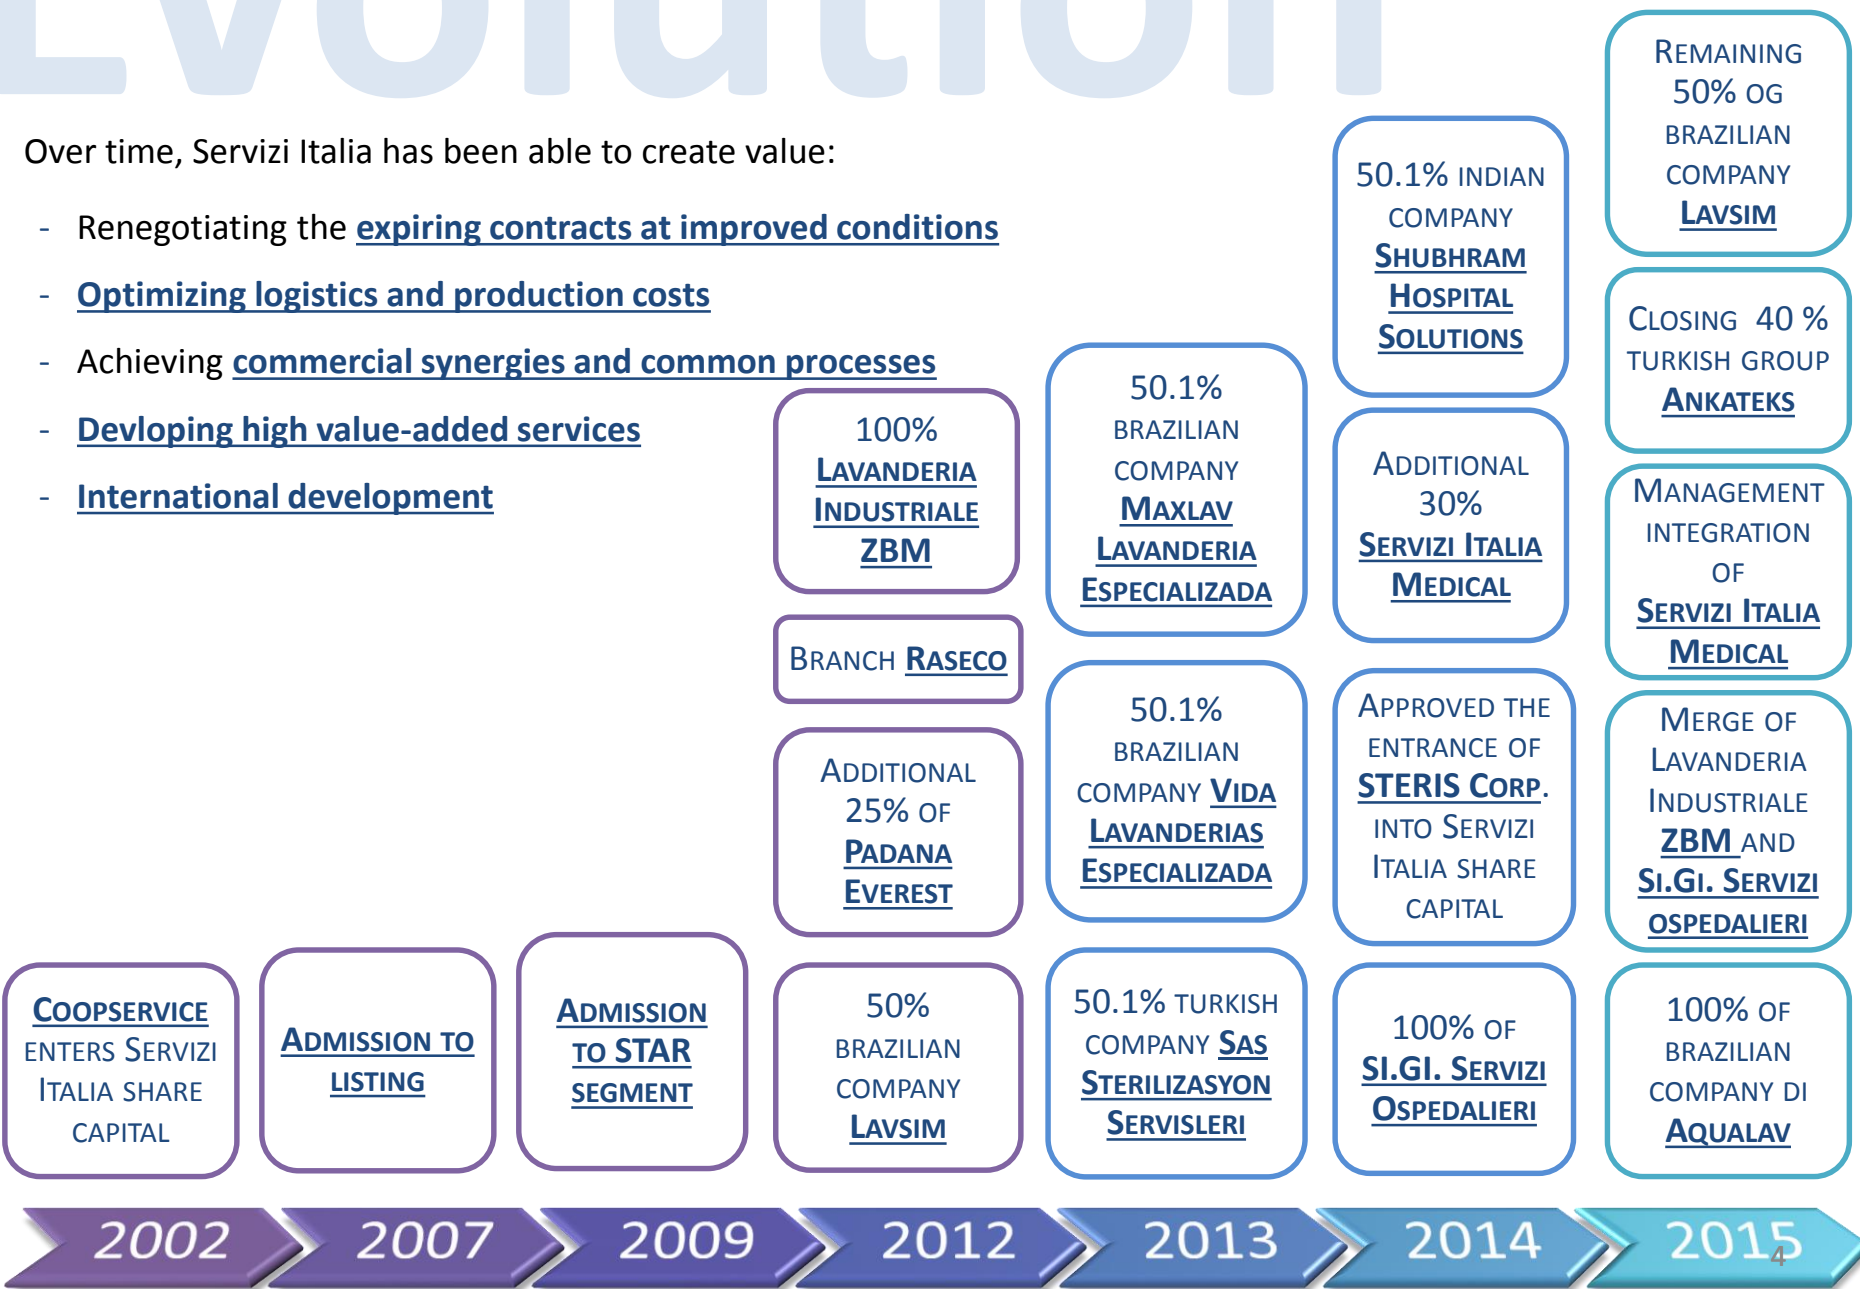 Evolution
Over time, Servizi Italia has been able to create value:
- Renegotiating the expiring contracts at improved conditions
- Optimizing logistics and production costs
- Achieving commercial synergies and common processes
- Devloping high value-added services
- International development
COOPSERVICE
ENTERS SERVIZI
ITALIA SHARE
CAPITAL
ADMISSION TO
LISTING
ADMISSION
TO STAR
SEGMENT
100%
LAVANDERIA
INDUSTRIALE
ZBM
BRANCH RASECO
ADDITIONAL
25% OF
PADANA
EVEREST
50%
BRAZILIAN
COMPANY
LAVSIM
50.1%
BRAZILIAN
COMPANY
MAXLAV
LAVANDERIA
ESPECIALIZADA
50.1%
BRAZILIAN
COMPANY VIDA
LAVANDERIAS
ESPECIALIZADA
50.1% TURKISH
COMPANY SAS
STERILIZASYON
SERVISLERI
50.1% INDIAN
COMPANY
SHUBHRAM
HOSPITAL
SOLUTIONS
ADDITIONAL
30%
SERVIZI ITALIA
MEDICAL
APPROVED THE
ENTRANCE OF
STERIS CORP.
INTO SERVIZI
ITALIA SHARE
CAPITAL
100% OF
SI.GI. SERVIZI
OSPEDALIERI
REMAINING
50% OG
BRAZILIAN
COMPANY
LAVSIM
CLOSING 40 %
TURKISH GROUP
ANKATEKS
MANAGEMENT
INTEGRATION
OF
SERVIZI ITALIA
MEDICAL
MERGE OF
LAVANDERIA
INDUSTRIALE
ZBM AND
SI.GI. SERVIZI
OSPEDALIERI
100% OF
BRAZILIAN
COMPANY DI
AQUALAV
2002
2007
2009
2012
2013
2014
2015
4